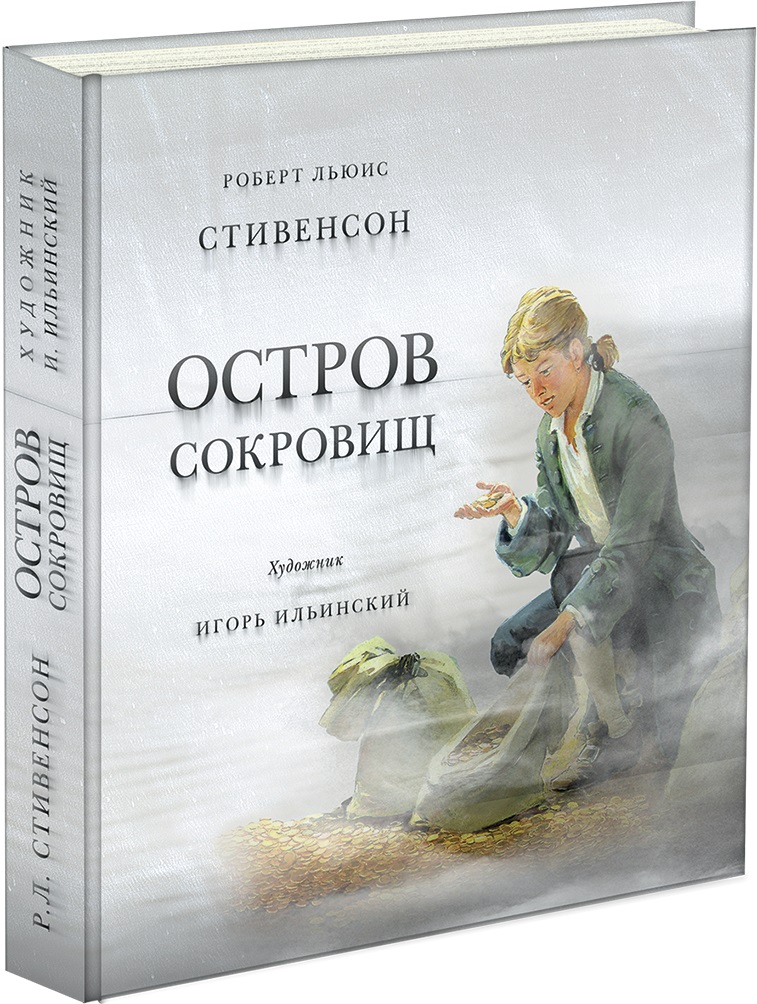 РОБЕРТ ЛЬЮИС
СТИВЕНСОН
ОСТРОВ
СОКРОВИЩ
Художник
ИГОРЬ ИЛЬИНСКИЙ
Р.Л. СТИВЕНСОН
ОСТРОВ
СОКРОВИЩ
ХУДОЖНИК
И. ИЛЬИНСКИЙ